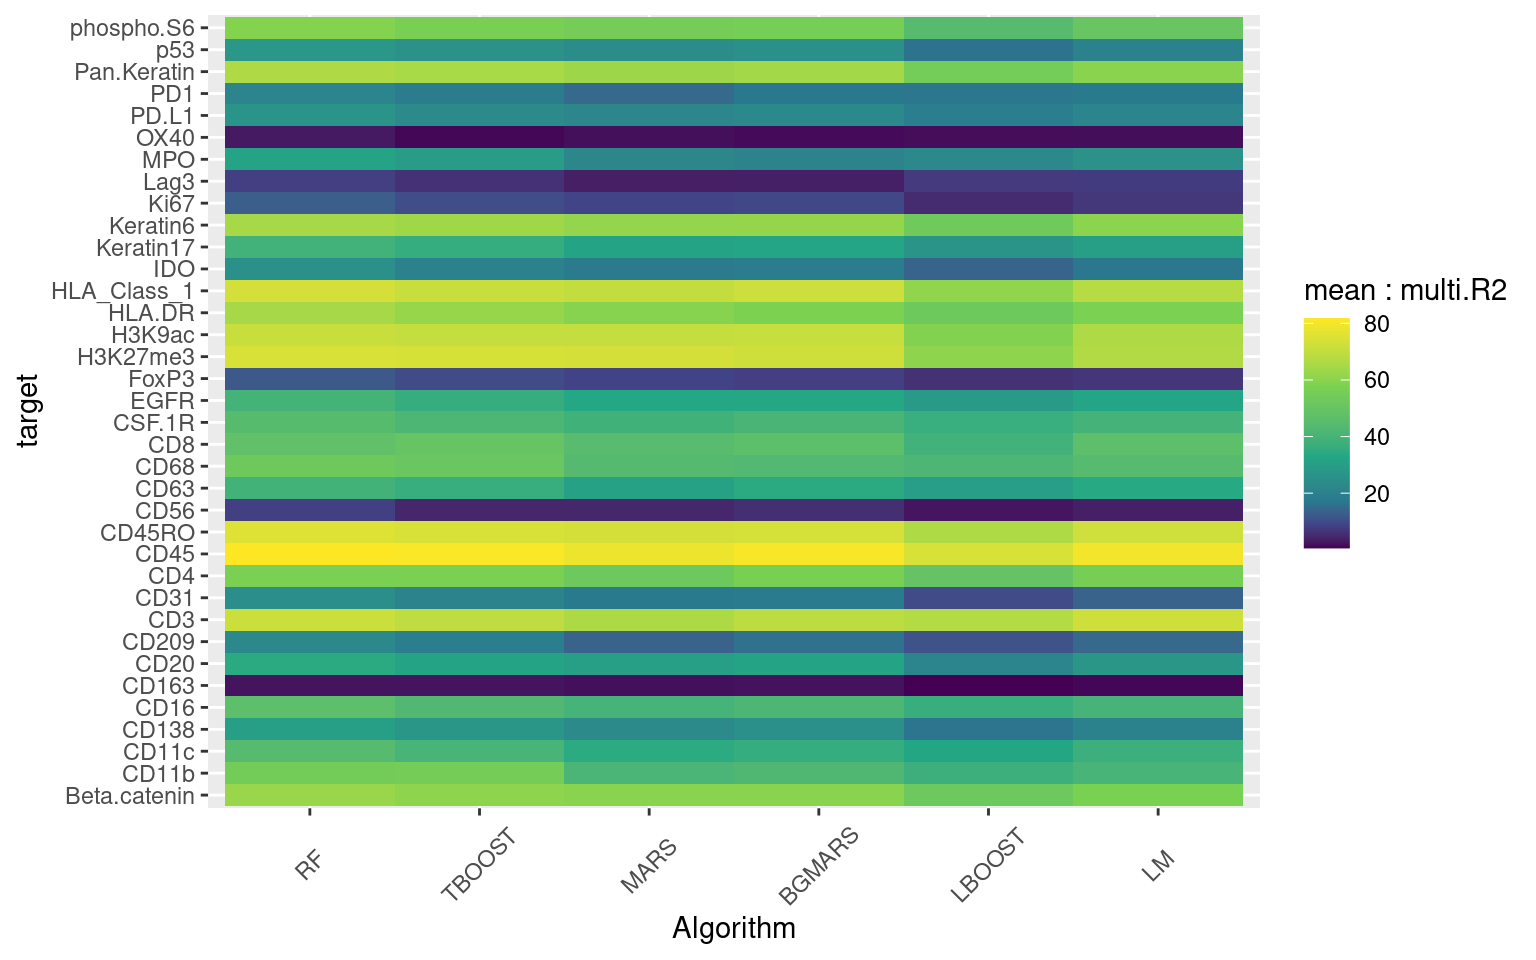 phospho.S6
p53
Pan.Keratin
PD1
PD.L1
OX40
MPO
Lag3
Ki67
Keratin6
Keratin17
IDO
HLA_Class_1
HLA.DR
H3K9ac
H3K27me3
FoxP3
EGFR
CSF.1R
CD8
CD68
CD63
CD56
CD45RO
CD45
CD4
CD31
CD3
CD209
CD20
CD163
CD16
CD138
CD11c
CD11b
Beta.catenin
target
RF
TBOOST
MARS
BGMARS
LBOOST
LM
Algorithm
mean : multi.R2
80
60
40
20